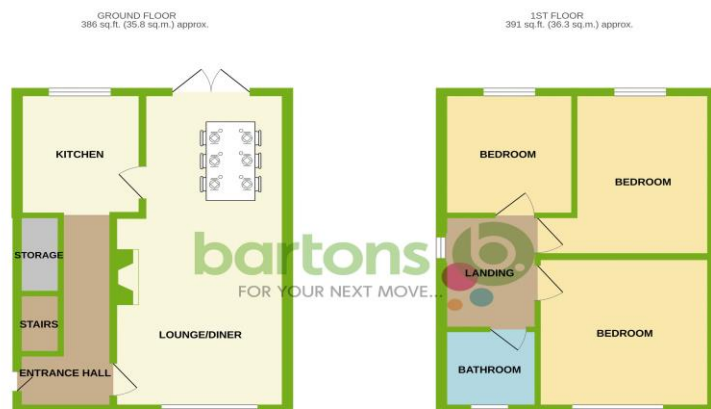 GROUND FLOOR
386 sq.ft. (35.8 sq.m.) approx.
KITCHEN
STORAGE
STAIRS
LOUNGE/DINER
ENTRANCE HALL
1ST FLOOR
391 sq.ft. (36.3 sq.m.) approx.
BEDROOM
BEDROOM
LANDING
BEDROOM
BATHROOM
bartons b.
FOR YOUR NEXT MOVE...